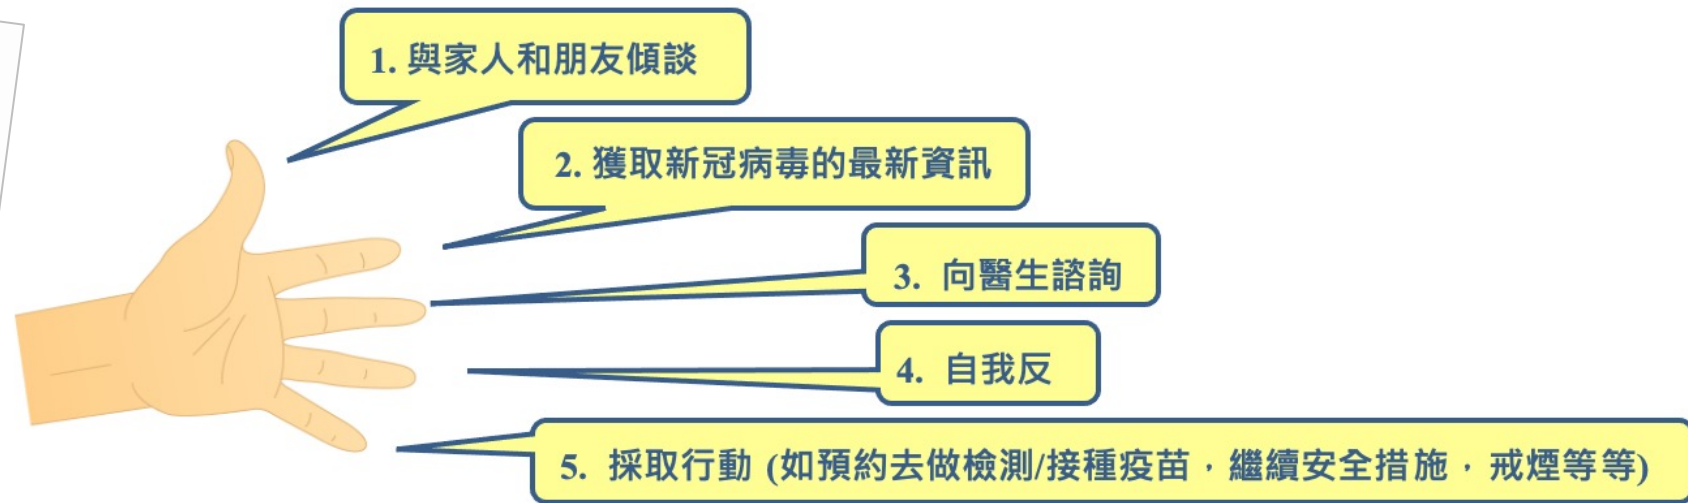 1. 與家人和朋友傾談
2. 獲取新冠病毒的最新資訊
3. 向醫生諮詢
4. 自我反
5. 採取行動 (如預約去做檢測/接種疫苗，繼續安全措施，戒煙等等)